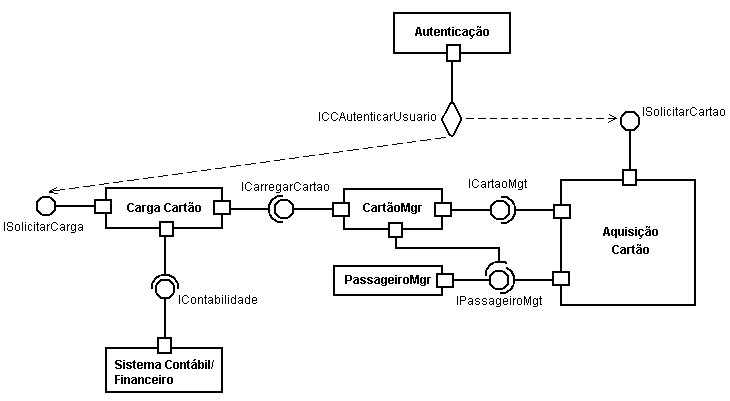 Autenticação
ICCAutenticarUsuario
ISolicitarCartao
ICarregarCartao
ICartaoMgt
Carga Cartão
CartãoMgr
Aquisição
Cartão
ISolicitarCarga
PassageiroMgr
IPassageiroMgt
IContabilidade
Sistema Contábil/
Financeiro